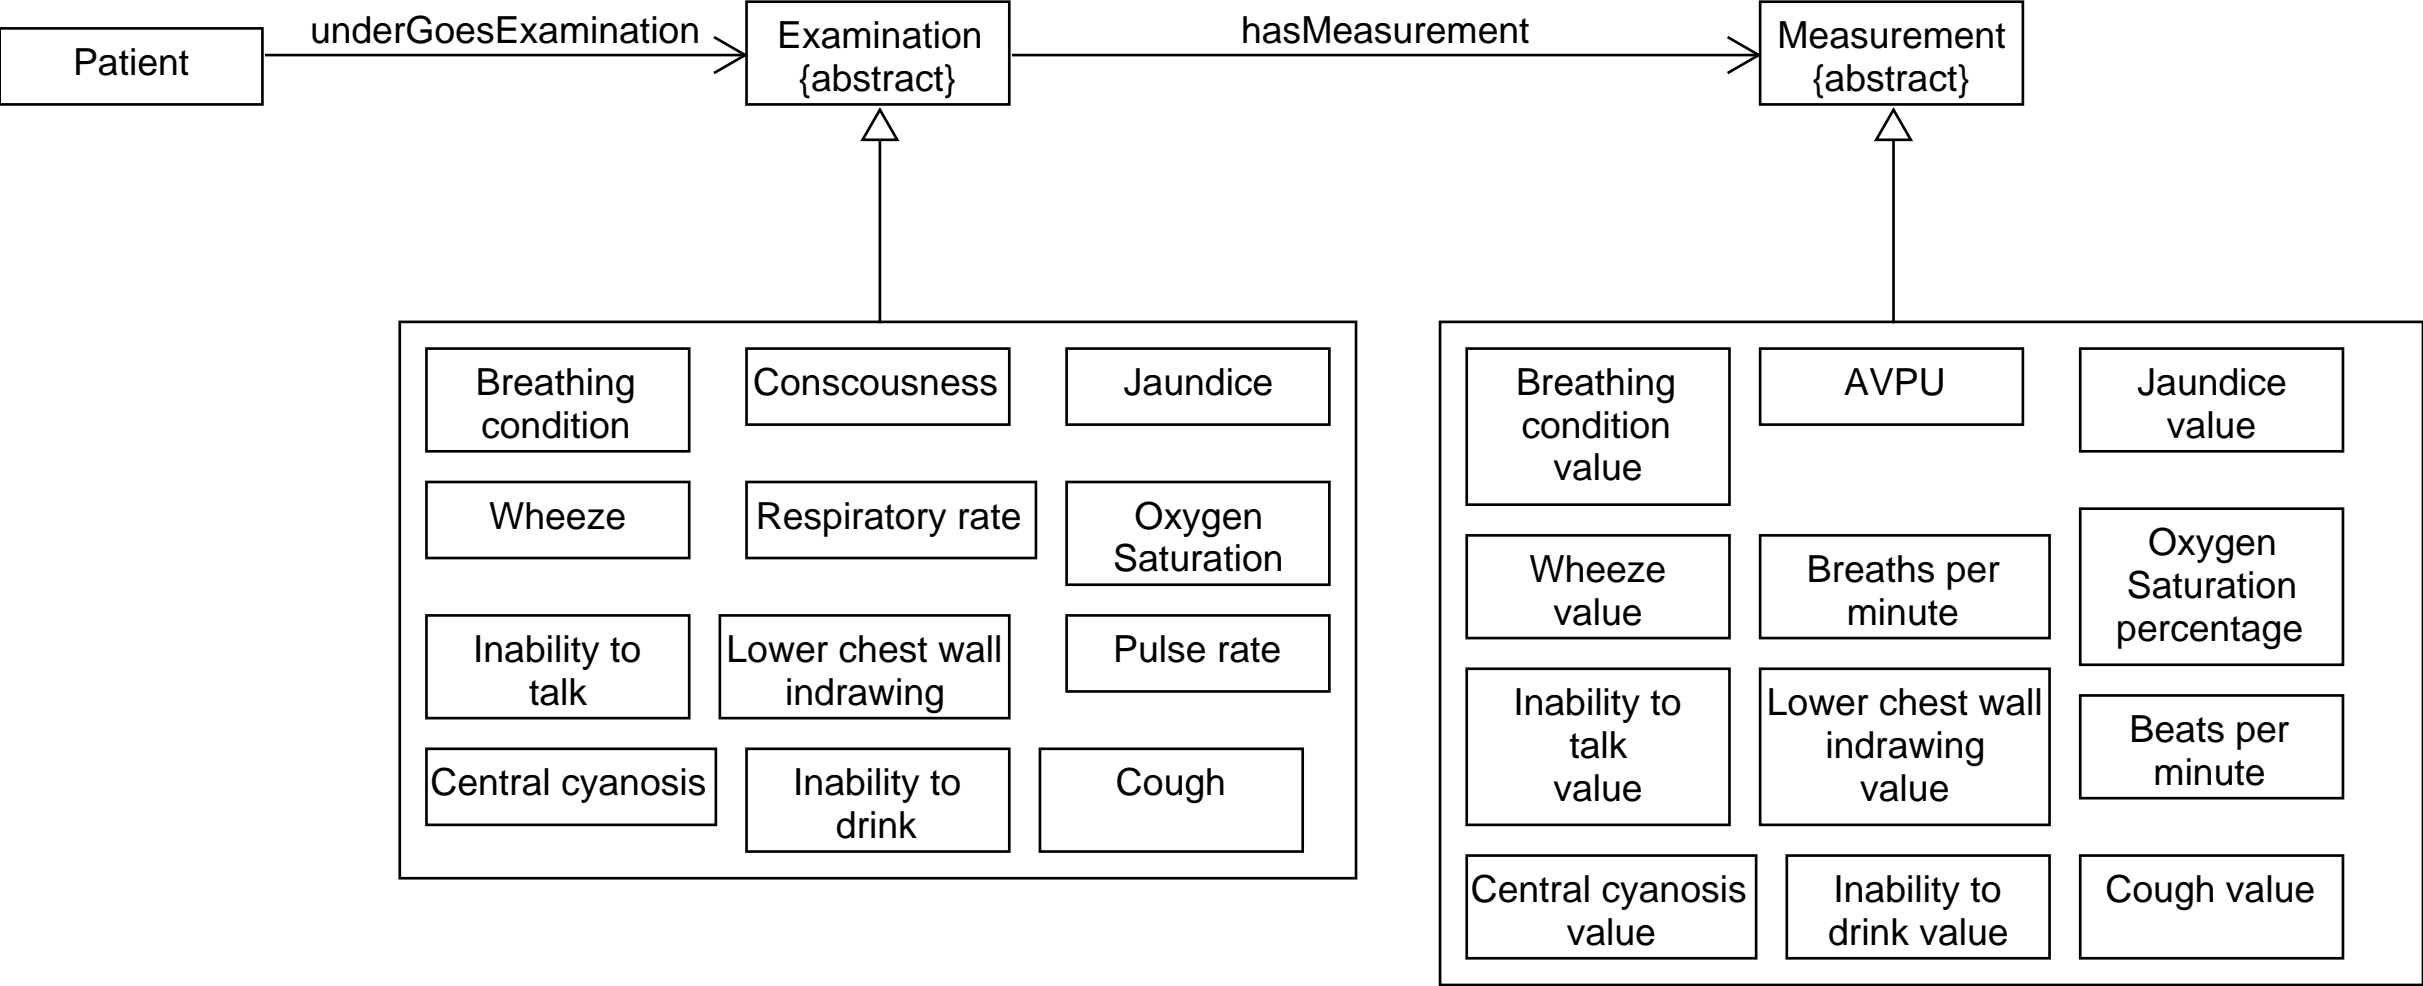 Patient
underGoesExamination
Examination
{abstract}
hasMeasurement
Measurement
{abstract}
Breathing
condition
Conscousness
Jaundice
Wheeze
Respiratory rate
Oxygen
Saturation
Inability to
talk
Lower chest wall
indrawing
Pulse rate
Central cyanosis
Inability to
drink
Cough
Breathing
condition
value
AVPU
Jaundice
value
Wheeze
value
Breaths per
minute
Oxygen
Saturation
percentage
Inability to
talk
value
Lower chest wall
indrawing
value
Beats per
minute
Central cyanosis
value
Inability to
drink value
Cough value